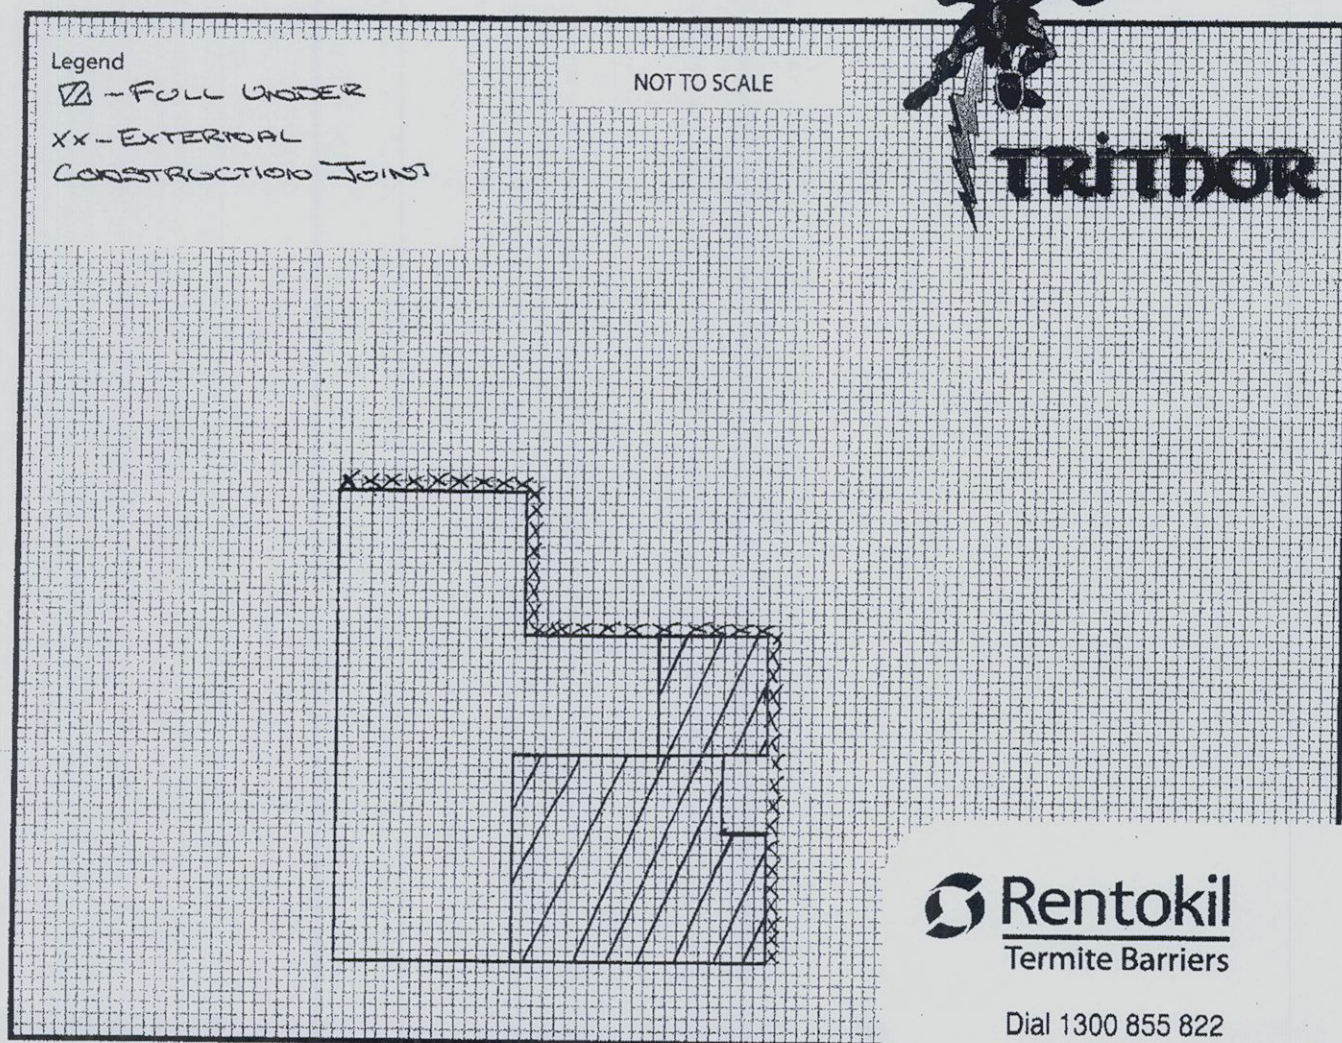 Legend
- FULL UNDER
XX - EXTERNAL
CONSTRUCTION JOINT
NOT TO SCALE
TRiThOR
Rentokil
Termite Barriers
Dial 1300 855 822